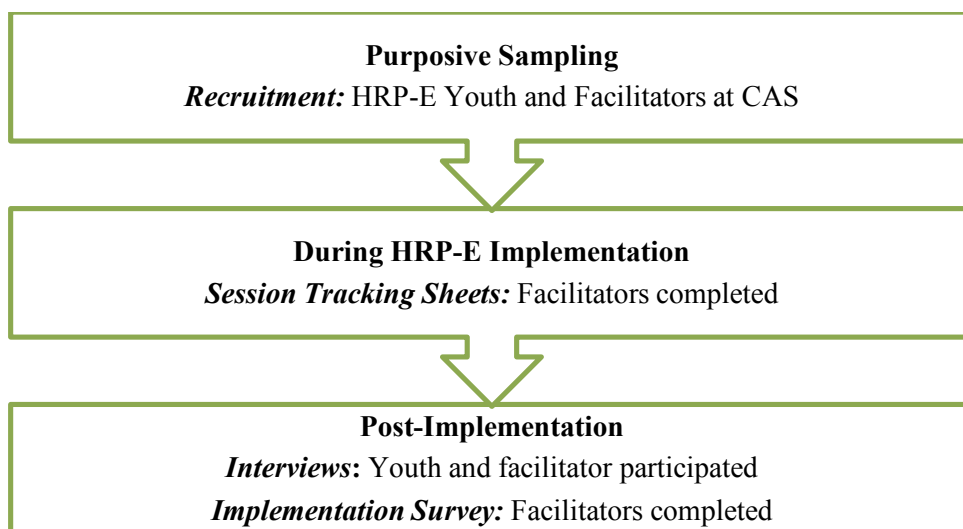 Purposive Sampling
Recruitment: HRP-E Youth and Facilitators at CAS
During HRP-E Implementation
Session Tracking Sheets: Facilitators completed
Post-Implementation
Interviews: Youth and facilitator participated
Implementation Survey: Facilitators completed